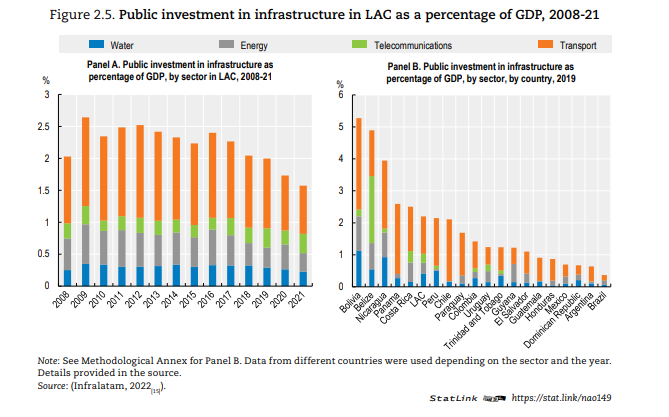 Figure 2.5. Public investment in infrastructure in LAC as a percentage of GDP, 2008-21
Water Energy Telecommunications Transport
Panel A. Public investment in infrastructure as
percentage of GDP, by sector in LAC, 2008-21
%
3
2.5
2
1.5
1
0.5
0
2008 2009 2010 2011 2012 2013 2014 2015 2016 2017 2018 2019 2020 2021
Panel B. Public investment in infrastructure as
percentage of GDP, by sector, by country, 2019
%
6
5
4
3
2
1
0
Bolivia Belize Nicaragua Panama Costa Rica LAC Peru Chile Paraguay Colombia Uruguay Trinidad and Tobago Guyana El Salvador Guatemala Honduras Mexico Dominican Republic Argentina Brazil
Note: See Methodological Annex for Panel B. Data from different countries were used depending on the sector and the year.
Details provided in the source.
Source: (Infralatam, 2022[15]).
StatLink https://stat.link/nao149